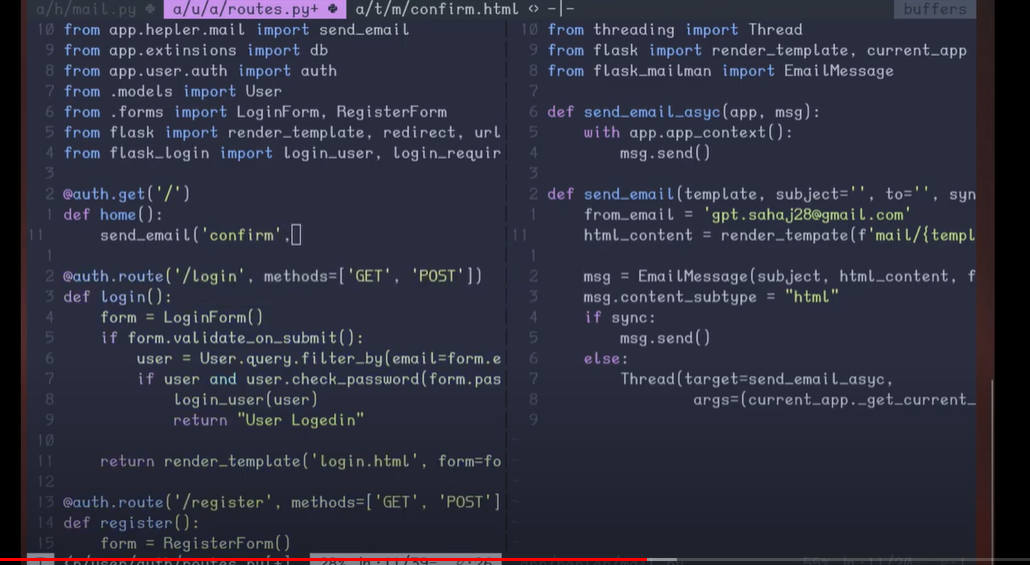 a/h/mail.py a/u/a/routes.py+ a/t/m/confirm.html <> -|- buffers
10 from app.hepler.mail import send_email
9 from app.extinsions import db
8 from app.user.auth import auth
7 from .models import User
6 from .forms import LoginForm, RegisterForm
5 from flask import render_template, redirect, url
4 from flask_login import login_user, login_requir
3
2 @auth.get('/')
1 def home():
11 send_email('confirm',
1
2 @auth.route('/login', methods=['GET', 'POST'])
3 def login():
4 form = LoginForm()
5 if form.validate_on_submit():
6 user = User.query.filter_by(email=form.e
7 if user and user.check_password(form.pas
8 login_user(user)
9 return "User Logedin"
10
11 return render_template('login.html', form=fo
12
13 @auth.route('/register', methods=['GET', 'POST']
14 def register():
15 form = RegisterForm()
10 from threading import Thread
9 from flask import render_template, current_app
8 from flask_mailman import EmailMessage
7
6 def send_email_asyc(app, msg):
5 with app.app_context():
4 msg.send()
3
2 def send_email(template, subject='', to='', syn
1 from_email = 'gpt.sahaj28@gmail.com'
11 html_content = render_tempate(f'mail/{templ
1
2 msg = EmailMessage(subject, html_content, f
3 msg.content_subtype = "html"
4 if sync:
5 msg.send()
6 else:
7 Thread(target=send_email_asyc,
8 args=(current_app._get_current_
9